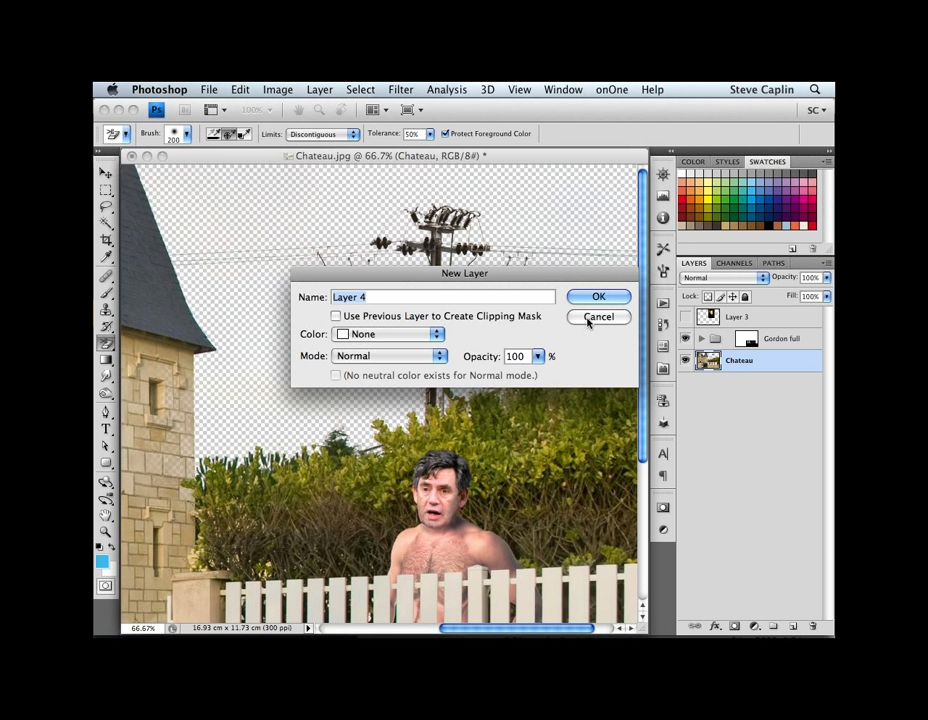 Photoshop File Edit Image Layer Select Filter Analysis 3D View Window onOne Help Steve Caplin
Ps 100% SC
Brush: 200 Limits: Discontiguous Tolerance: 50% Protect Foreground Color
Chateau.jpg @ 66.7% (Chateau, RGB/8#) *
COLOR STYLES SWATCHES
LAYERS CHANNELS PATHS
Normal Opacity: 100%
Lock: Fill: 100%
Layer 3
Gordon full
Chateau
New Layer
Name: Layer 4 OK
Use Previous Layer to Create Clipping Mask Cancel
Color: None
Mode: Normal Opacity: 100 %
(No neutral color exists for Normal mode.)
T
A
fx
66.67% 16.93 cm x 11.73 cm (300 ppi)